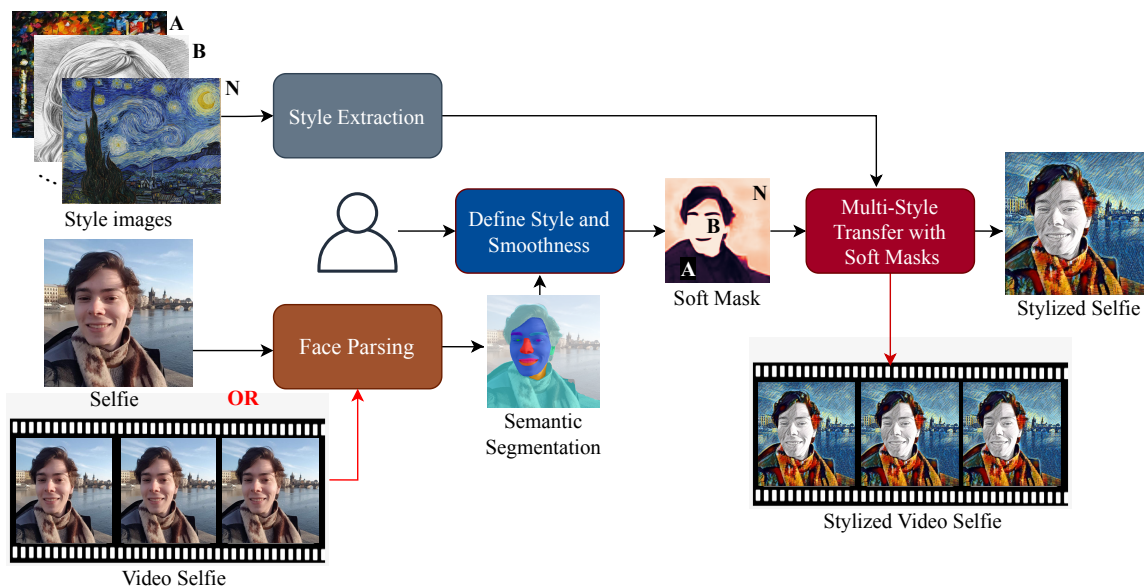 A
B
N
Style images
Style Extraction
Define Style and
Smoothness
N
B
A
Soft Mask
Multi-Style
Transfer with
Soft Masks
Stylized Selfie
Face Parsing
Semantic
Segmentation
Selfie
OR
Video Selfie
Stylized Video Selfie